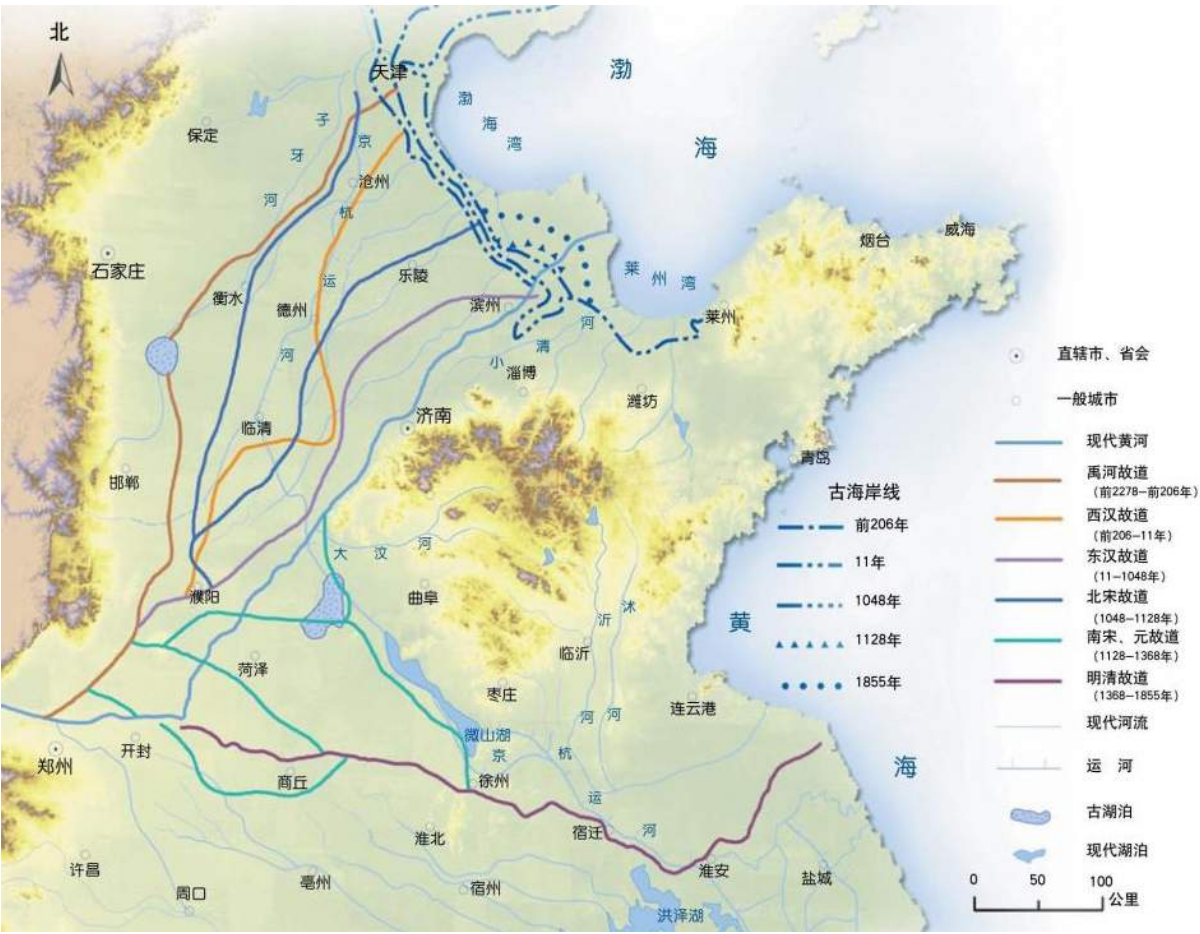 北
天津
渤
海
渤
海
湾
保定
子
牙
河
京
杭
运
河
沧州
石家庄
衡水
德州
乐陵
滨州
莱
州
湾
莱州
烟台
威海
小
清
河
淄博
潍坊
临清
济南
青岛
邯郸
大
汶
河
濮阳
曲阜
沂
沭
河
河
临沂
黄
海
菏泽
枣庄
连云港
微山湖
京
杭
运
河
开封
郑州
商丘
徐州
宿迁
淮北
淮安
许昌
周口
亳州
宿州
盐城
洪泽湖
古海岸线
前206年
11年
1048年
1128年
1855年
直辖市、省会
一般城市
现代黄河
禹河故道
(前2278—前206年)
西汉故道
(前206—11年)
东汉故道
(11—1048年)
北宋故道
(1048—1128年)
南宋、元故道
(1128—1368年)
明清故道
(1368—1855年)
现代河流
运 河
古湖泊
现代湖泊
0 50 100
公里